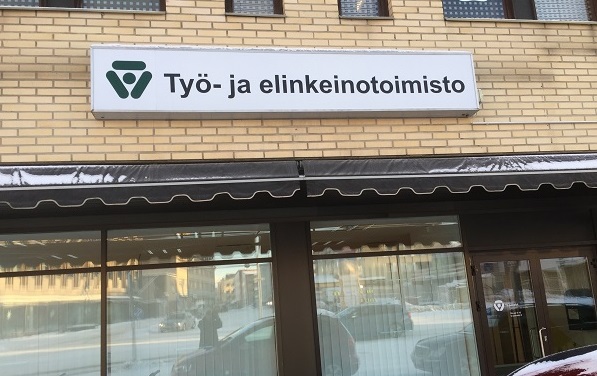 Työ- ja elinkeinotoimisto